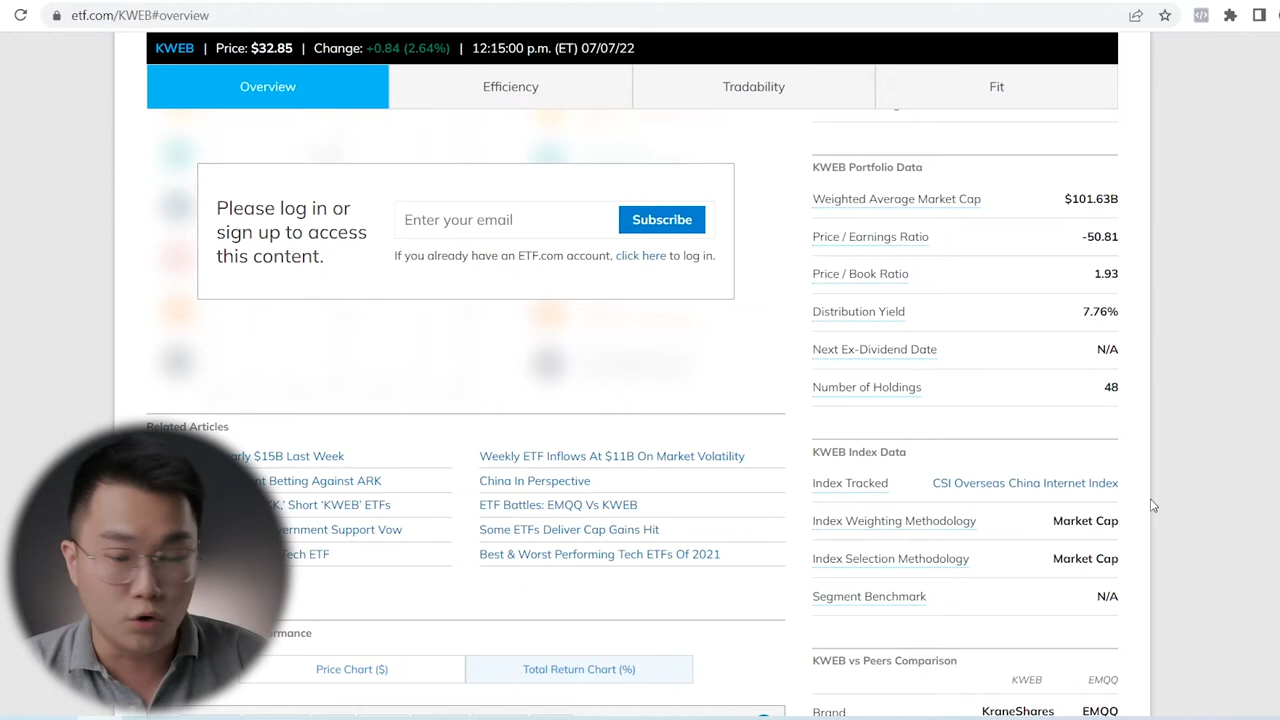 etf.com/KWEB#overview
KWEB | Price: $32.85 | Change: +0.84 (2.64%) | 12:15:00 p.m. (ET) 07/07/22
Overview Efficiency Tradability Fit
Please log in or
sign up to access
this content.
Enter your email Subscribe
If you already have an ETF.com account, click here to log in.
Related Articles
$15B Last Week
Betting Against ARK
Short ‘KWEB’ ETFs
Support Vow
Tech ETF
Weekly ETF Inflows At $11B On Market Volatility
China In Perspective
ETF Battles: EMQQ Vs KWEB
Some ETFs Deliver Cap Gains Hit
Best & Worst Performing Tech ETFs Of 2021
Price Chart ($) Total Return Chart (%)
KWEB Portfolio Data
Weighted Average Market Cap $101.63B
Price / Earnings Ratio -50.81
Price / Book Ratio 1.93
Distribution Yield 7.76%
Next Ex-Dividend Date N/A
Number of Holdings 48
KWEB Index Data
Index Tracked CSI Overseas China Internet Index
Index Weighting Methodology Market Cap
Index Selection Methodology Market Cap
Segment Benchmark N/A
KWEB vs Peers Comparison
KWEB EMQQ
Brand KraneShares EMQQ